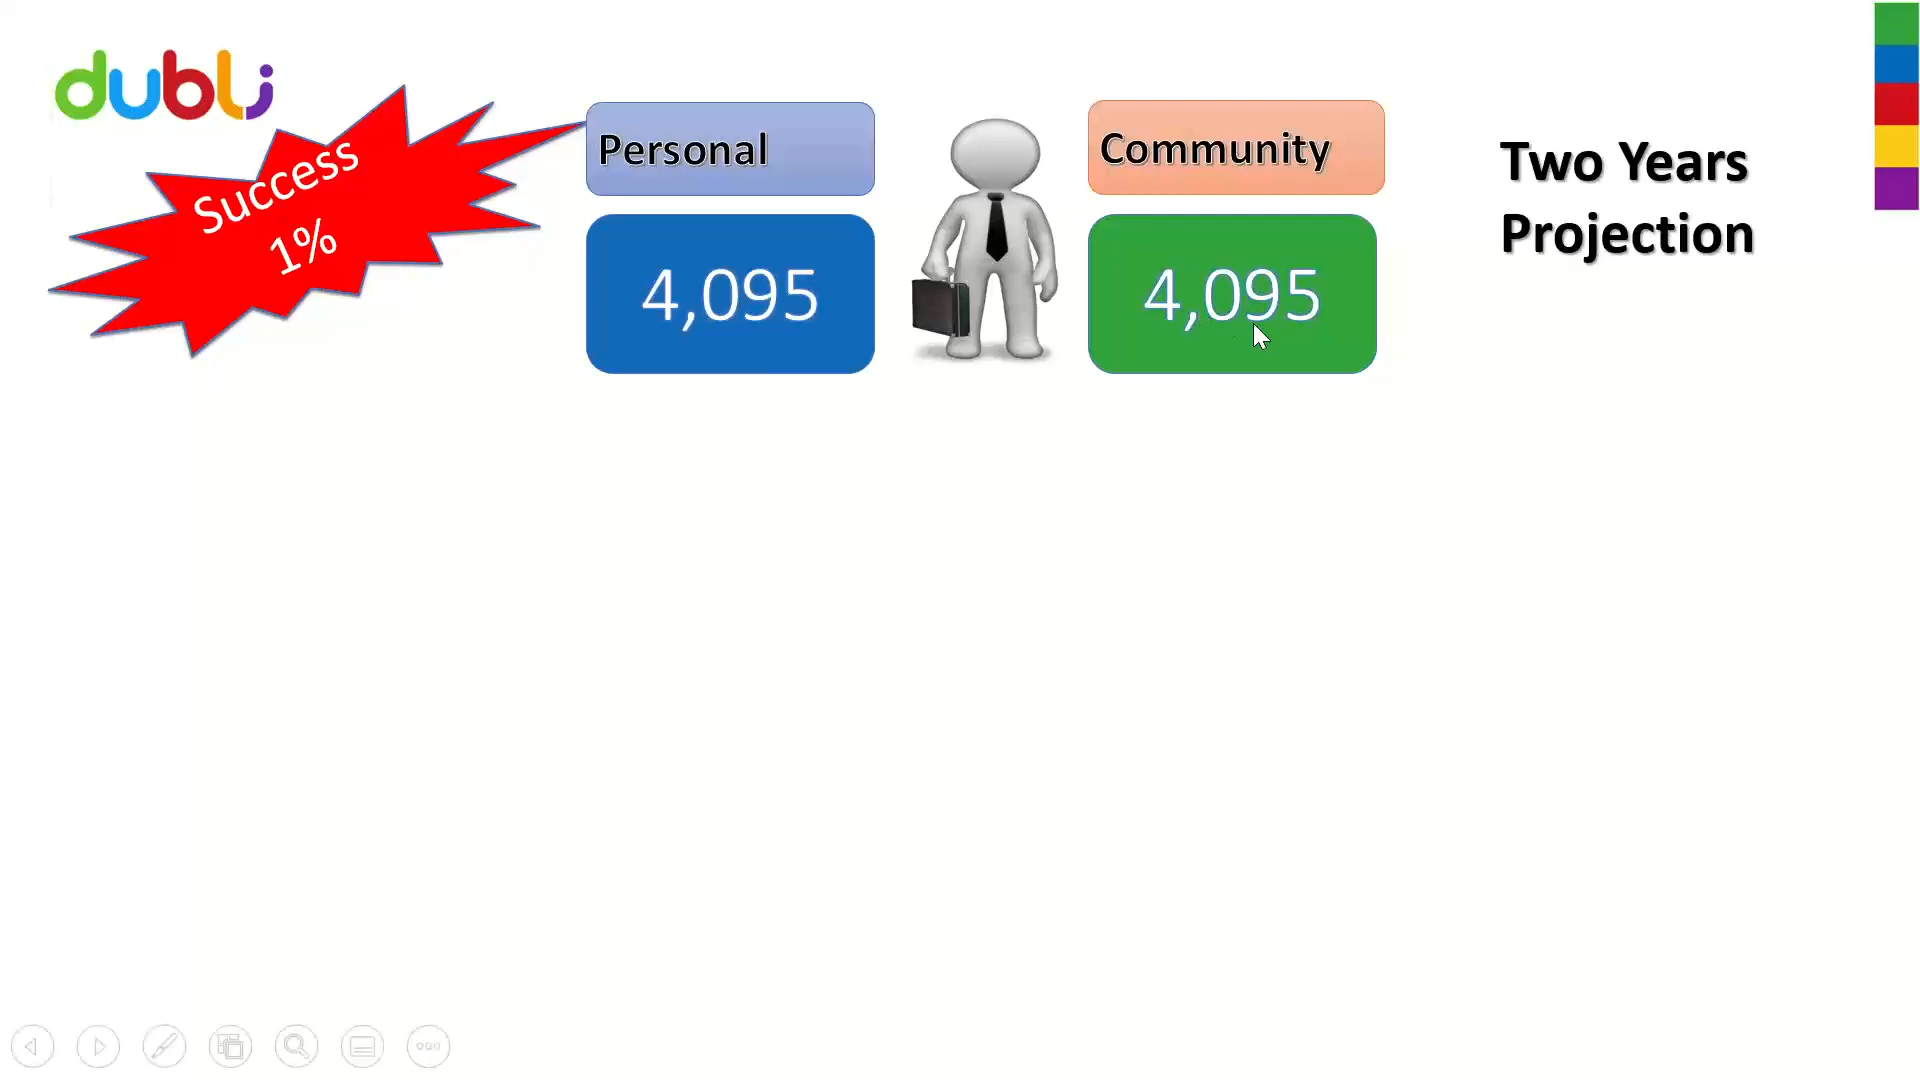 dubli
Success
1%
Personal
4,095
Community
4,095
Two Years
Projection